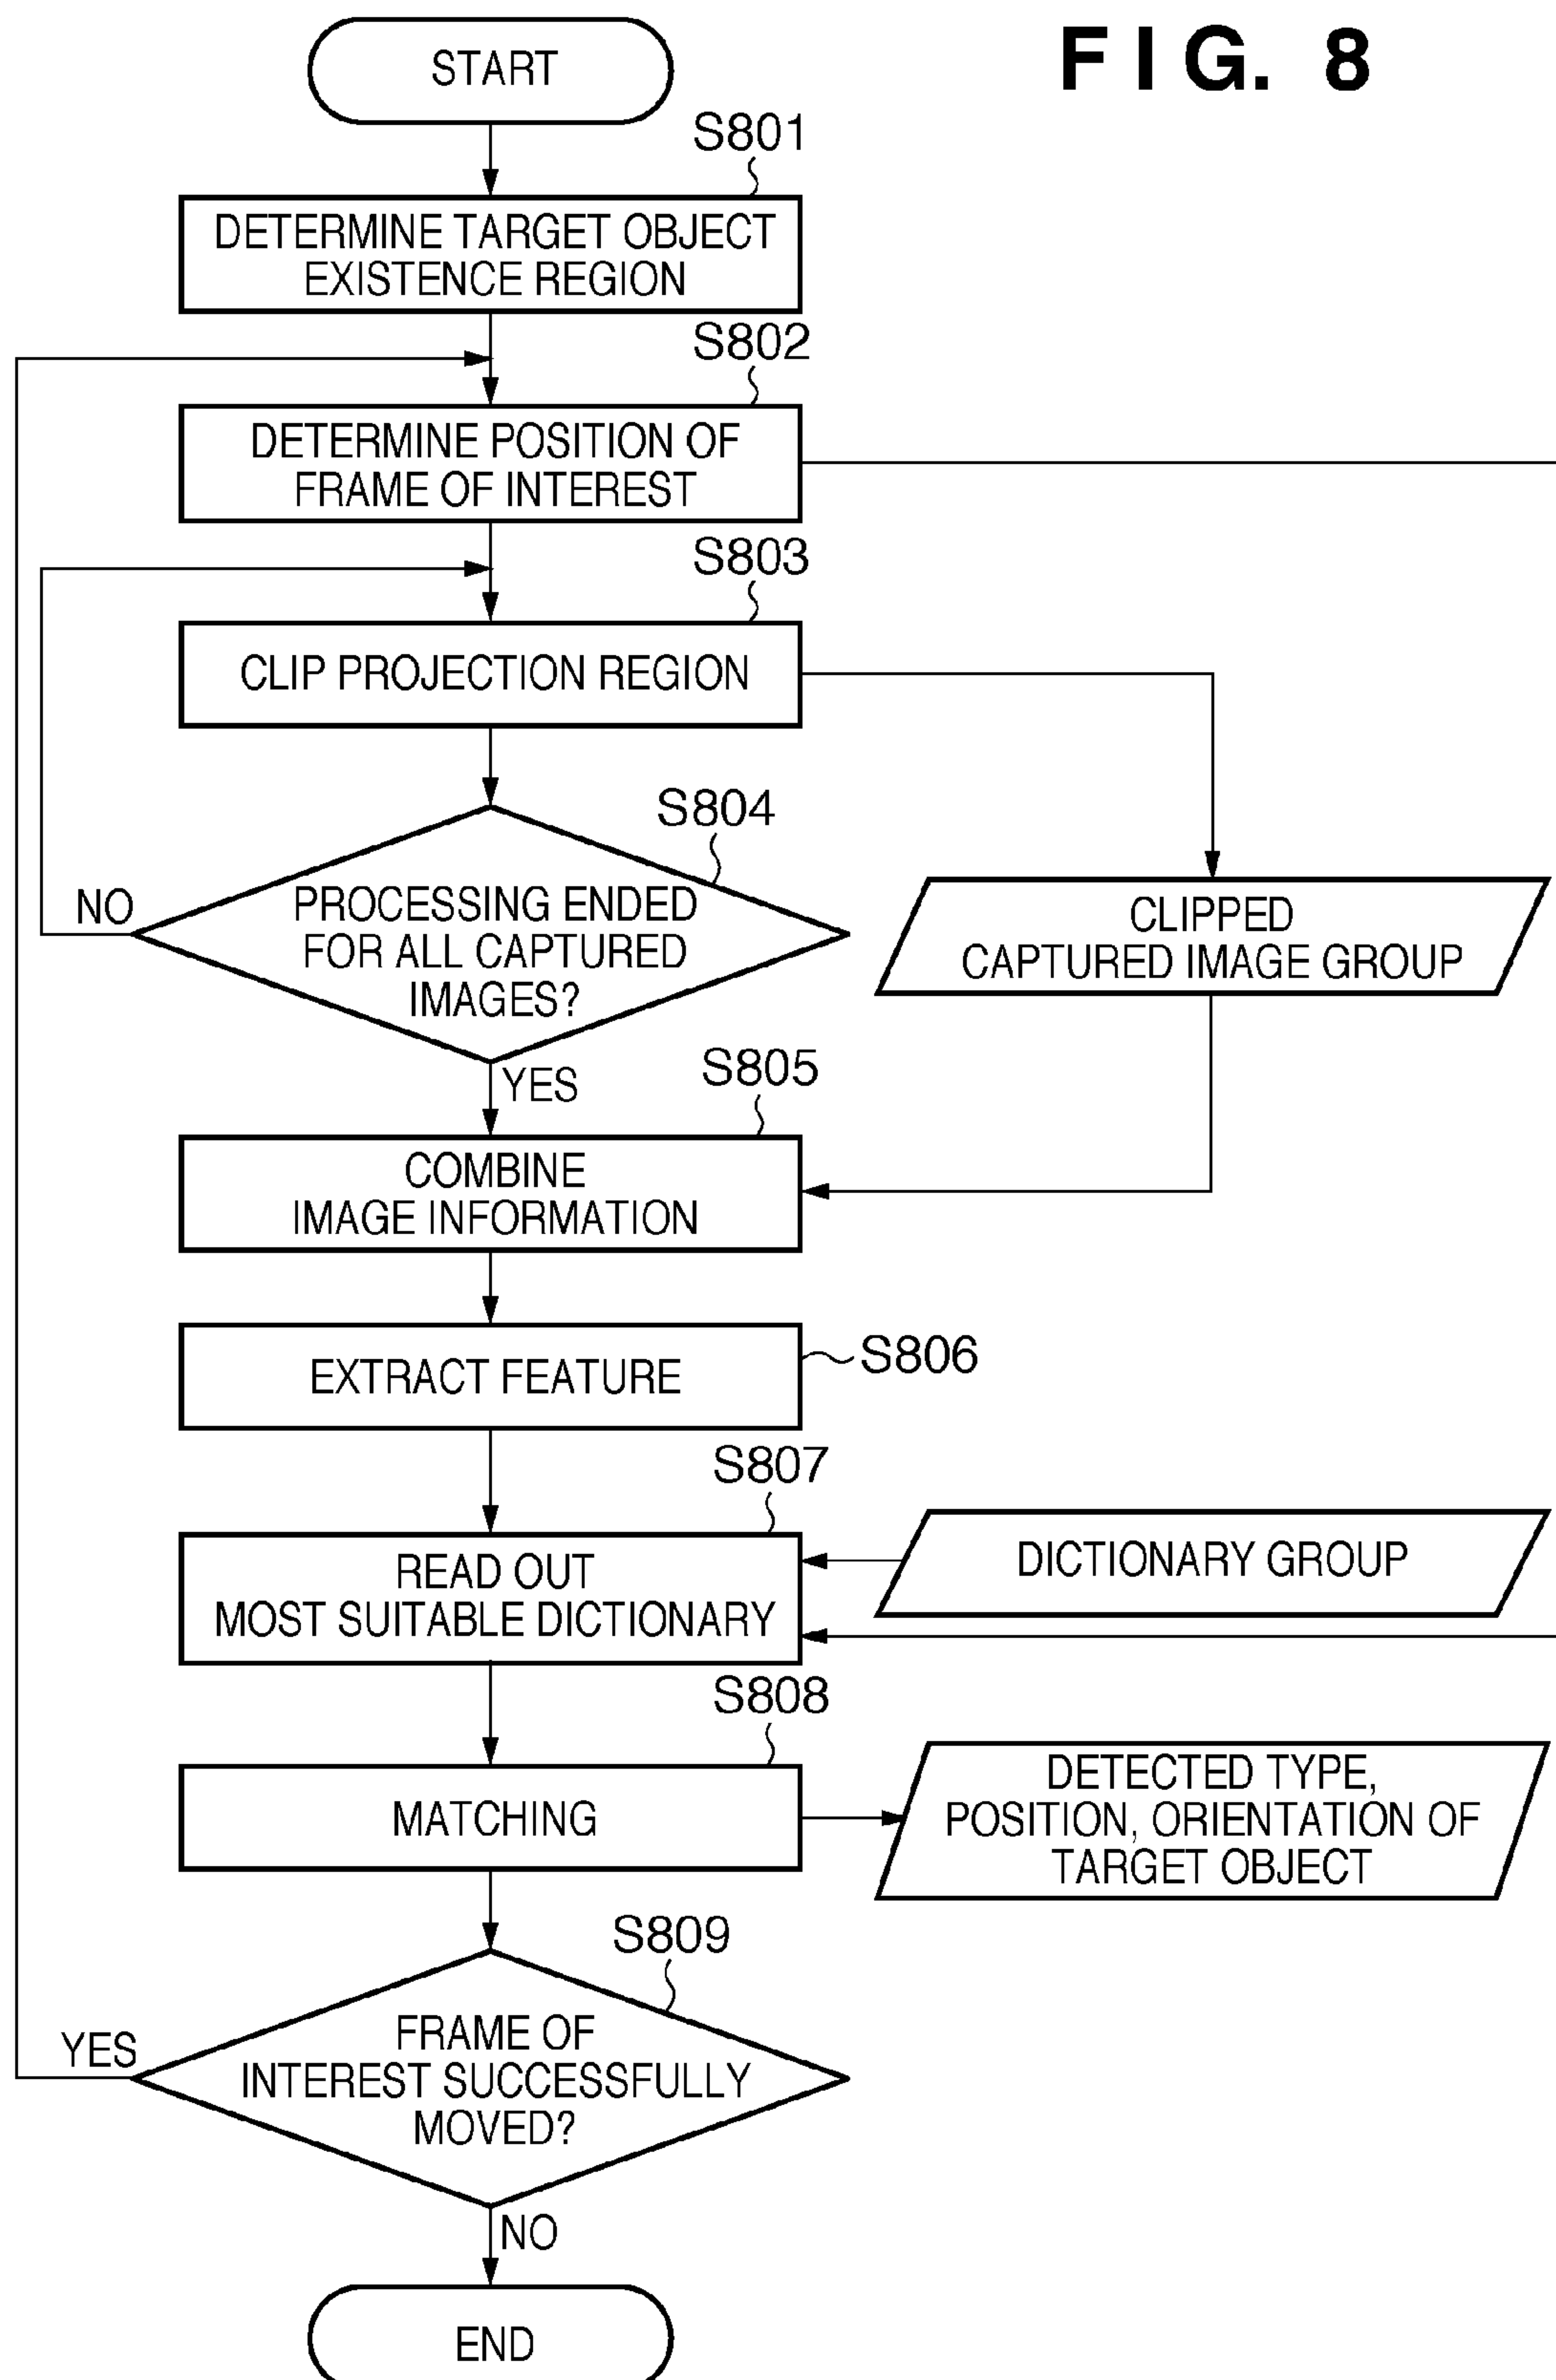 FIG. 8
START
S801
DETERMINE TARGET OBJECT
EXISTENCE REGION
S802
DETERMINE POSITION OF
FRAME OF INTEREST
S803
CLIP PROJECTION REGION
S804
PROCESSING ENDED
FOR ALL CAPTURED
IMAGES?
NO
YES
CLIPPED
CAPTURED IMAGE GROUP
S805
COMBINE
IMAGE INFORMATION
EXTRACT FEATURE
S806
S807
READ OUT
MOST SUITABLE DICTIONARY
DICTIONARY GROUP
S808
MATCHING
DETECTED TYPE,
POSITION, ORIENTATION OF
TARGET OBJECT
S809
FRAME OF
INTEREST SUCCESSFULLY
MOVED?
YES
NO
END